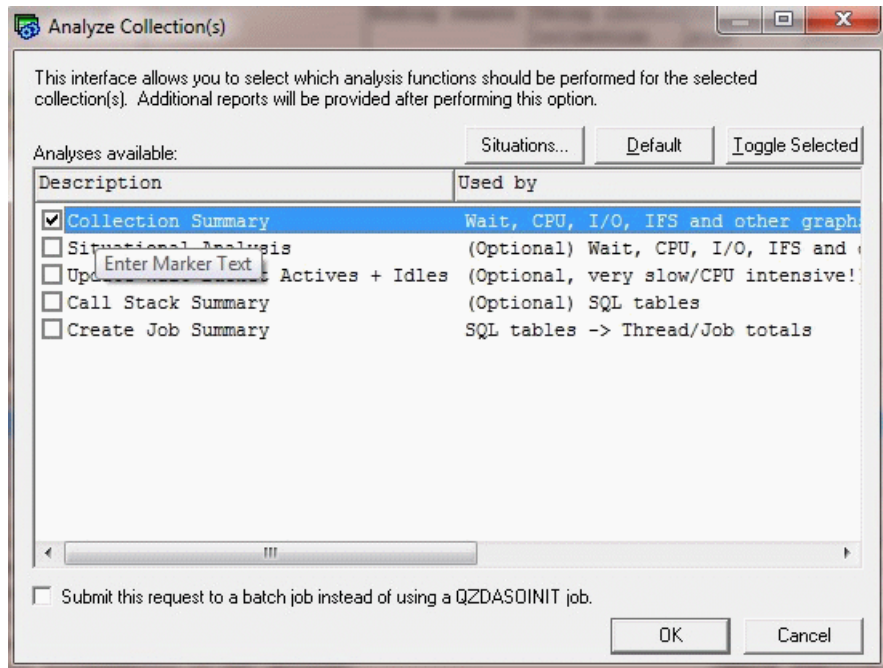 Analyze Collection(s)
This interface allows you to select which analysis functions should be performed for the selected
collection(s). Additional reports will be provided after performing this option.
Analyses available:
Situations...
Default
Toggle Selected
Description
Used by
Collection Summary
Wait, CPU, I/O, IFS and other graphs
Situational Analysis
(Optional) Wait, CPU, I/O, IFS and
Enter Marker Text
Actives + Idles
(Optional, very slow/CPU intensive!
Call Stack Summary
(Optional) SQL tables
Create Job Summary
SQL tables -> Thread/Job totals
Submit this request to a batch job instead of using a QZDASOINIT job.
OK
Cancel